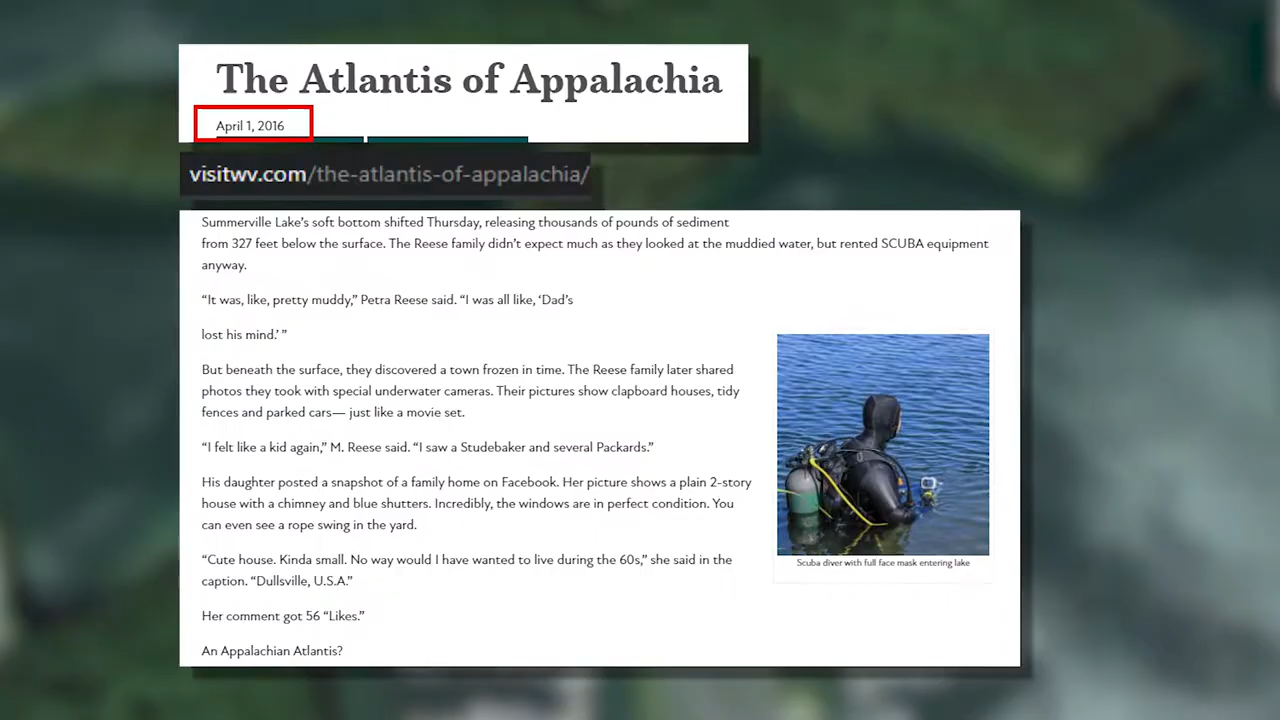 The Atlantis of Appalachia
April 1, 2016
visitwv.com/the-atlantis-of-appalachia/
Summerville Lake’s soft bottom shifted Thursday, releasing thousands of pounds of sediment
from 327 feet below the surface. The Reese family didn’t expect much as they looked at the muddied water, but rented SCUBA equipment
anyway.
“It was, like, pretty muddy,” Petra Reese said. “I was all like, ‘Dad’s
lost his mind.’ ”
But beneath the surface, they discovered a town frozen in time. The Reese family later shared
photos they took with special underwater cameras. Their pictures show clapboard houses, tidy
fences and parked cars— just like a movie set.
“I felt like a kid again,” M. Reese said. “I saw a Studebaker and several Packards.”
His daughter posted a snapshot of a family home on Facebook. Her picture shows a plain 2-story
house with a chimney and blue shutters. Incredibly, the windows are in perfect condition. You
can even see a rope swing in the yard.
“Cute house. Kinda small. No way would I have wanted to live during the 60s,” she said in the
caption. “Dullsville, U.S.A.”
Her comment got 56 “Likes.”
An Appalachian Atlantis?
Scuba diver with full face mask entering lake